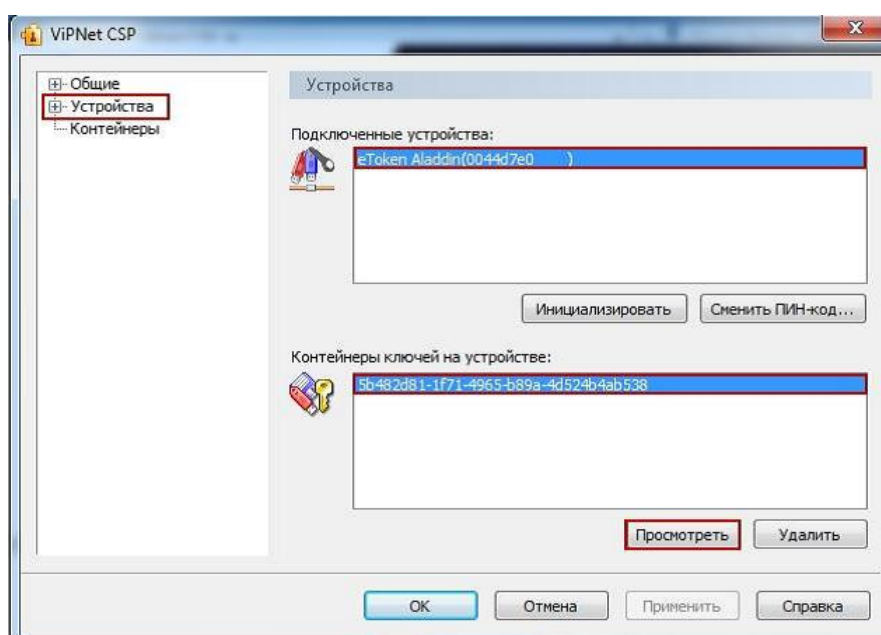 ViPNet CSP
Общие
Устройства
Контейнеры
Устройства
Подключенные устройства:
eToken Aladdin(0044d7e0 )
Инициализировать
Сменить ПИН-код...
Контейнеры ключей на устройстве:
5b482d81-1f71-4965-b89a-4d524b4ab538
Просмотреть
Удалить
OK
Отмена
Применить
Справка